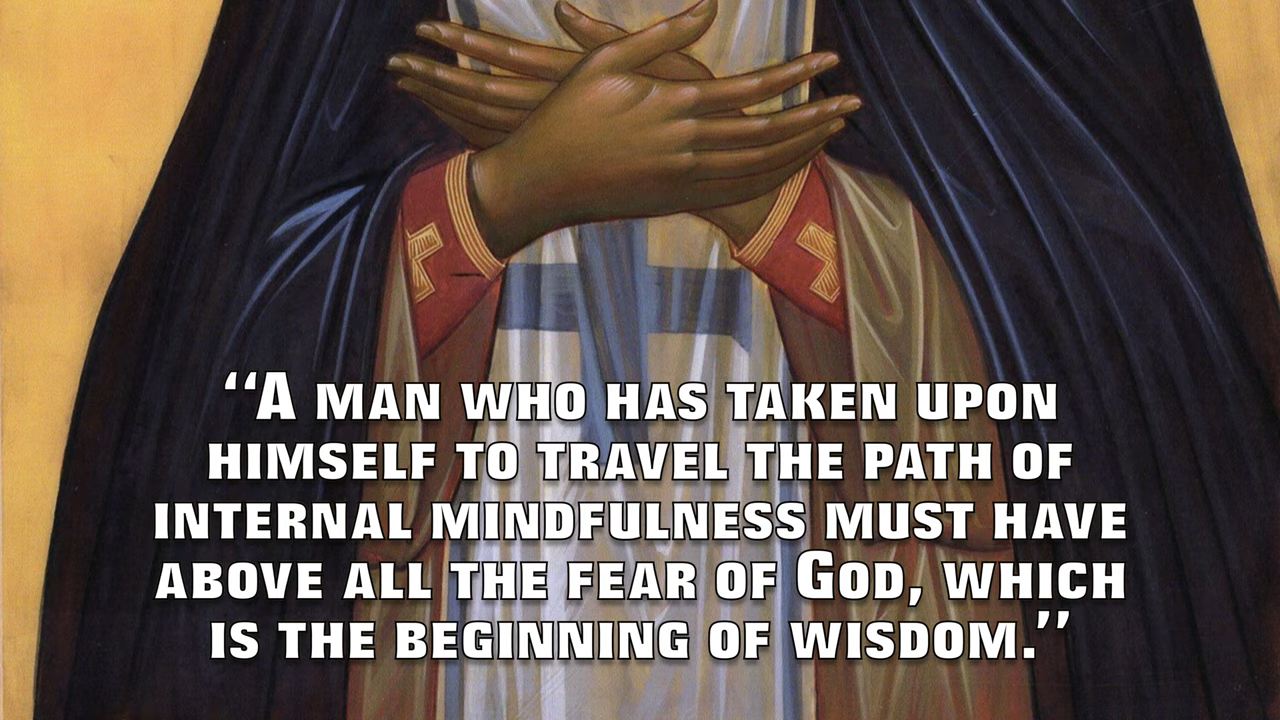 “A man who has taken upon
himself to travel the path of
internal mindfulness must have
above all the fear of God, which
is the beginning of wisdom.”